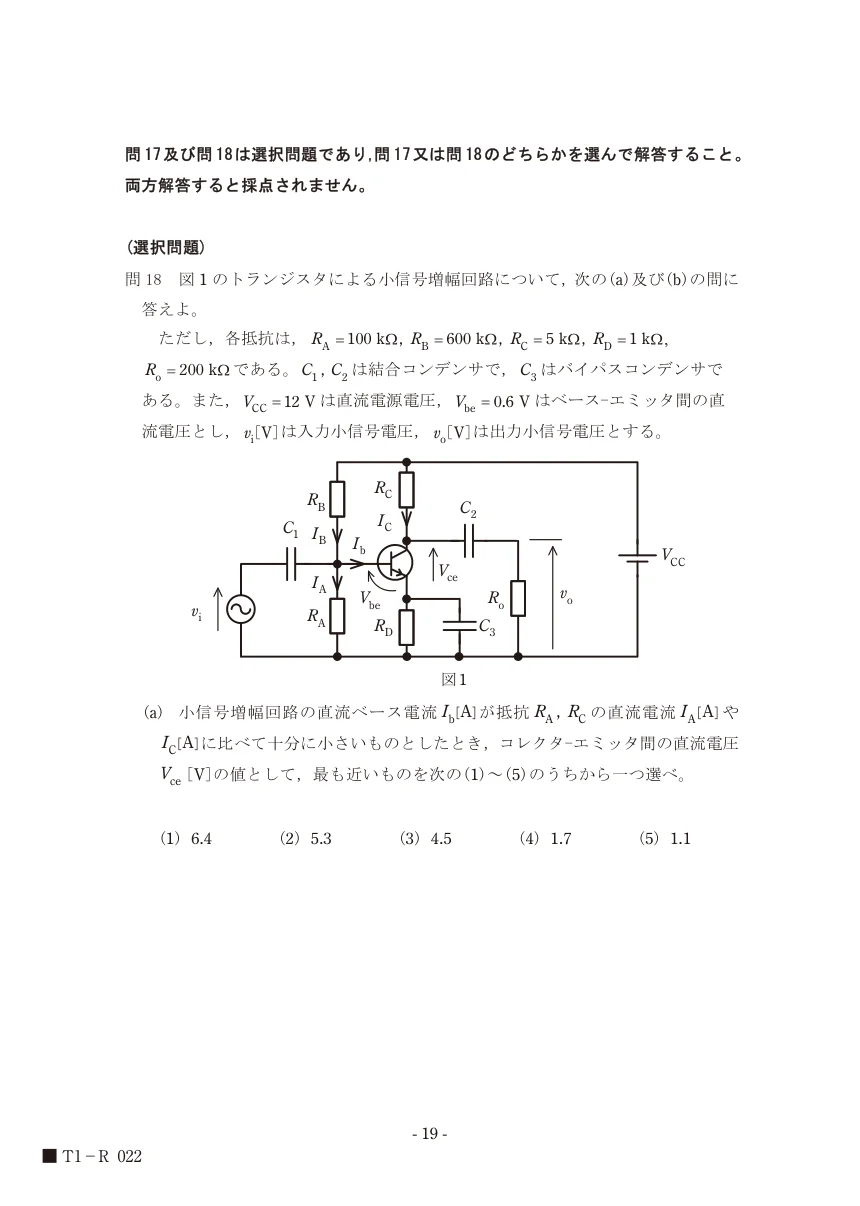 問17及び問18は選択問題であり,問17又は問18のどちらかを選んで解答すること。
両方解答すると採点されません。
(選択問題)
問18 図1のトランジスタによる小信号増幅回路について,次の(a)及び(b)の問に
答えよ。
ただし,各抵抗は, RA =100 kΩ, RB =600 kΩ, RC =5 kΩ, RD =1 kΩ,
Ro =200 kΩである。C1, C2は結合コンデンサで, C3はバイパスコンデンサで
ある。また, VCC =12 Vは直流電源電圧, Vbe =0.6 Vはベース-エミッタ間の直
流電圧とし, vi[V]は入力小信号電圧, vo[V]は出力小信号電圧とする。
RB
RC
C1
IB
IC
Ib
C2
Vce
VCC
IA
Vbe
vi
RA
RD
C3
Ro
vo
図1
(a) 小信号増幅回路の直流ベース電流Ib[A]が抵抗RA, RCの直流電流IA[A]や
IC[A]に比べて十分に小さいものとしたとき,コレクタ-エミッタ間の直流電圧
Vce [V]の値として,最も近いものを次の(1)~(5)のうちから一つ選べ。
(1) 6.4 (2) 5.3 (3) 4.5 (4) 1.7 (5) 1.1
- 19 -
■ T1-R 022